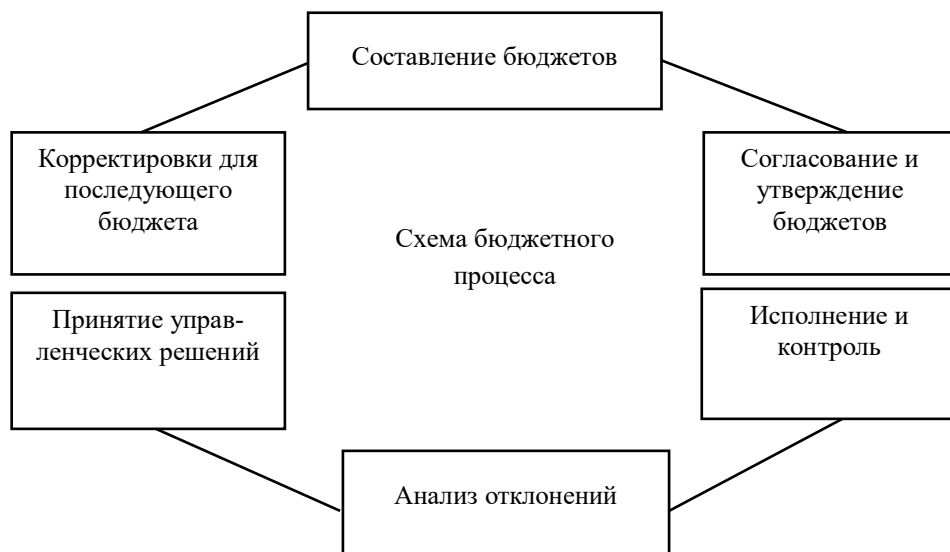 Составление бюджетов
Корректировки для
последующего
бюджета
Согласование и
утверждение
бюджетов
Схема бюджетного
процесса
Принятие управ-
ленческих решений
Исполнение и
контроль
Анализ отклонений